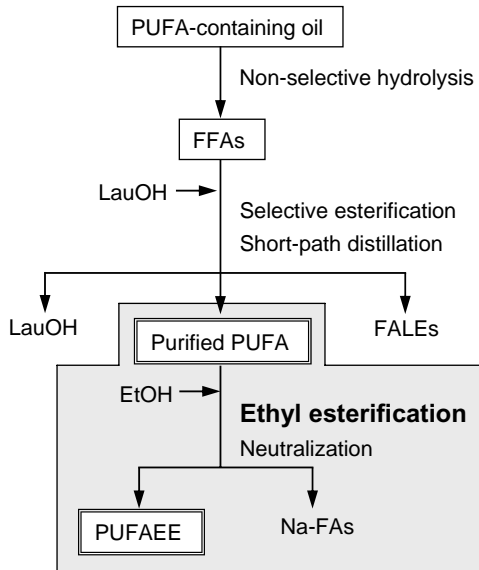 PUFA-containing oil
Non-selective hydrolysis
FFAs
LauOH
Selective esterification
Short-path distillation
LauOH
FALEs
Purified PUFA
EtOH
Ethyl esterification
Neutralization
PUFAEE
Na-FAs